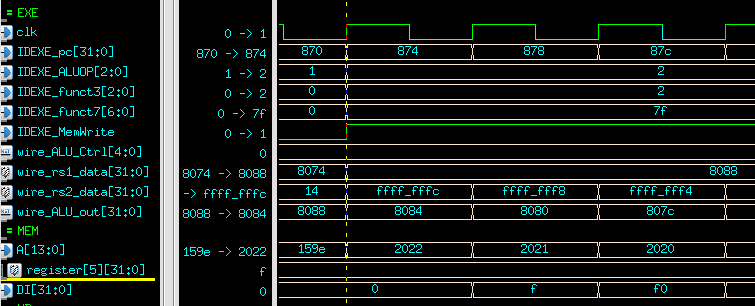 = EXE
clk 0 -> 1
IDEXE_pc[31:0] 870 -> 874 870 874 878 87c
IDEXE_ALUOP[2:0] 1 -> 2 1 2
IDEXE_funct3[2:0] 0 -> 2 0 2
IDEXE_funct7[6:0] 0 -> 7f 0 7f
IDEXE_MemWrite 0 -> 1
wire_ALU_Ctrl[4:0] 0
wire_rs1_data[31:0] 8074 -> 8088 8074 8088
wire_rs2_data[31:0] -> ffff_fffc 14 ffff_fffc ffff_fff8 ffff_fff4
wire_ALU_out[31:0] 8088 -> 8084 8088 8084 8080 807c
= MEM
A[13:0] 159e -> 2022 159e 2022 2021 2020
register[5][31:0] f
DI[31:0] 0 0 f f0